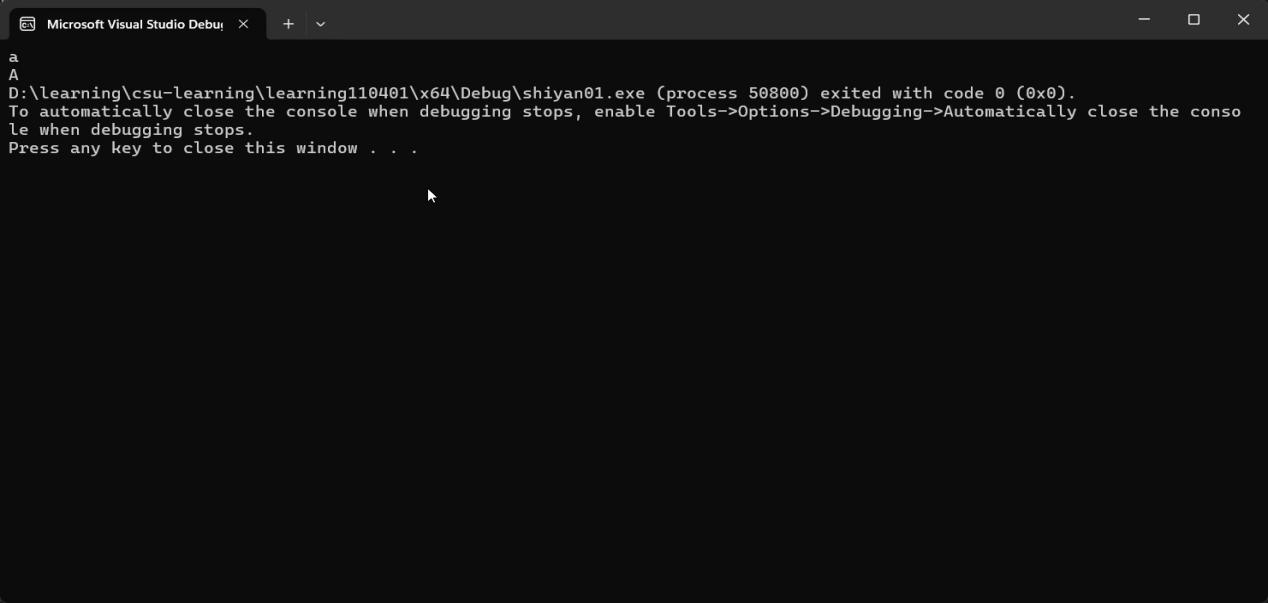 Microsoft Visual Studio Debu
a
A
D:\learning\csu-learning\learning110401\x64\Debug\shiyan01.exe (process 50800) exited with code 0 (0x0).
To automatically close the console when debugging stops, enable Tools->Options->Debugging->Automatically close the conso
le when debugging stops.
Press any key to close this window . . .